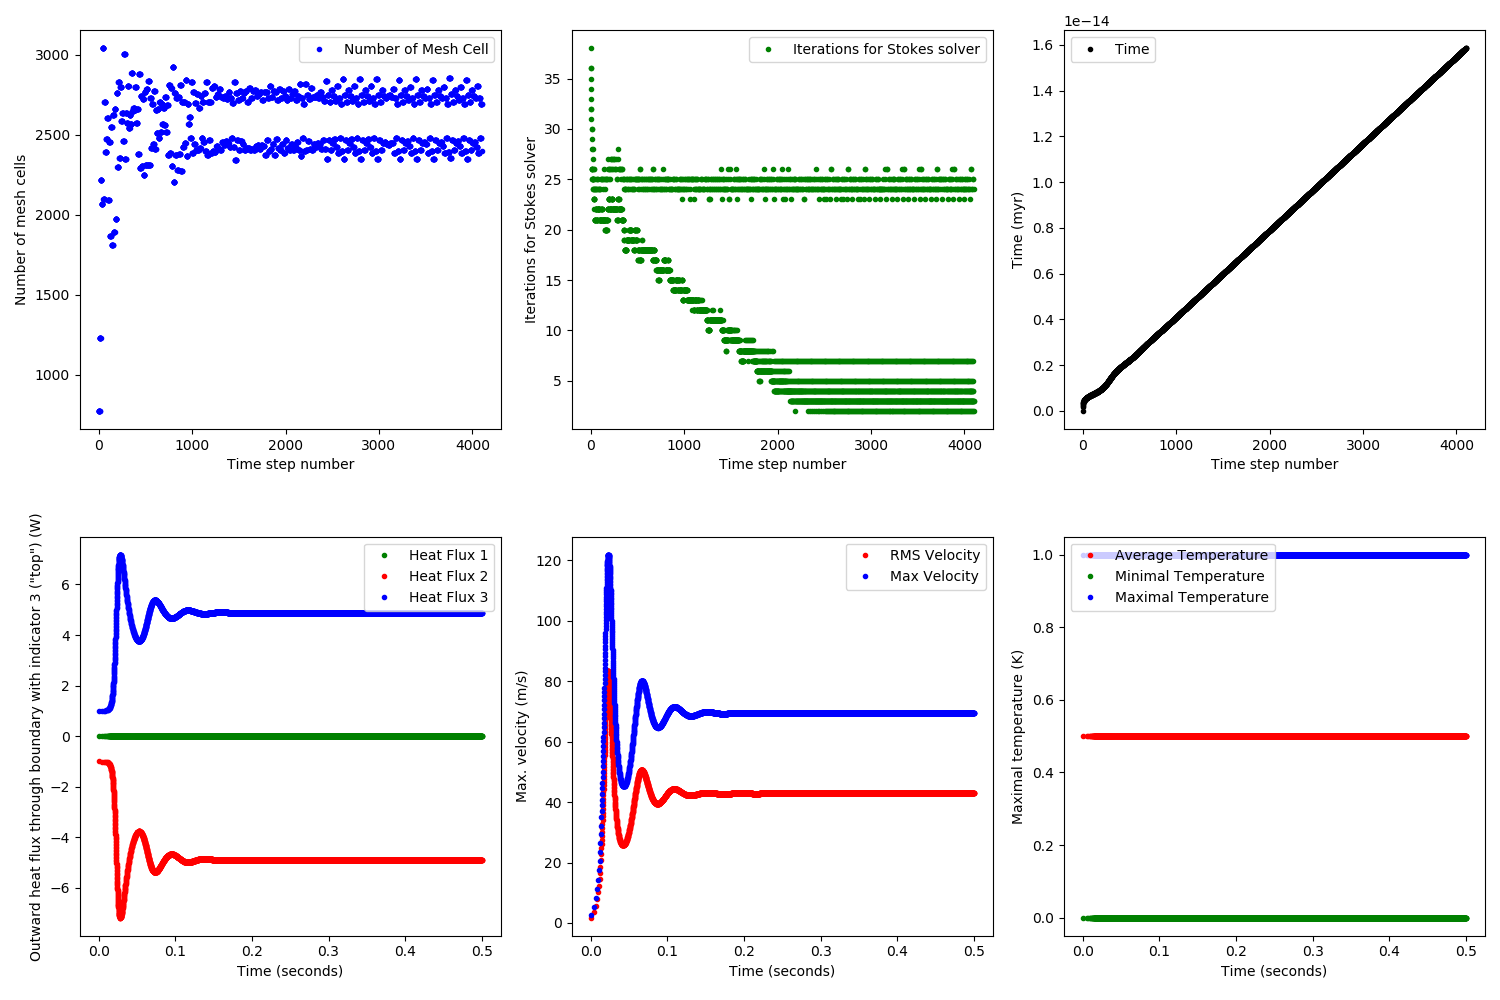 Number of mesh cells
3000
2500
2000
1500
1000
0 1000 2000 3000 4000
Time step number
Number of Mesh Cell
Iterations for Stokes solver
35
30
25
20
15
10
5
0 1000 2000 3000 4000
Time step number
Iterations for Stokes solver
1e−14
Time (myr)
1.6
1.4
1.2
1.0
0.8
0.6
0.4
0.2
0.0
0 1000 2000 3000 4000
Time step number
Time
Outward heat flux through boundary with indicator 3 ("top") (W)
6
4
2
0
−2
−4
−6
0.0 0.1 0.2 0.3 0.4 0.5
Time (seconds)
Heat Flux 1
Heat Flux 2
Heat Flux 3
Max. velocity (m/s)
120
100
80
60
40
20
0
0.0 0.1 0.2 0.3 0.4 0.5
Time (seconds)
RMS Velocity
Max Velocity
Maximal temperature (K)
1.0
0.8
0.6
0.4
0.2
0.0
0.0 0.1 0.2 0.3 0.4 0.5
Time (seconds)
Average Temperature
Minimal Temperature
Maximal Temperature